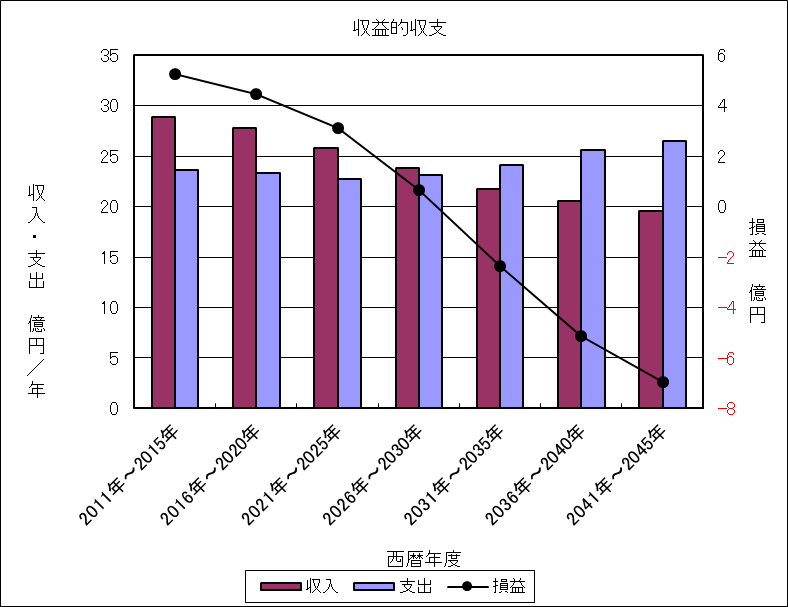 収益的収支
35
30
25
20
15
10
5
0
6
4
2
0
-2
-4
-6
-8
収入・支出 億円／年
損益 億円
2011年～2015年
2016年～2020年
2021年～2025年
2026年～2030年
2031年～2035年
2036年～2040年
2041年～2045年
西暦年度
収入 支出 損益